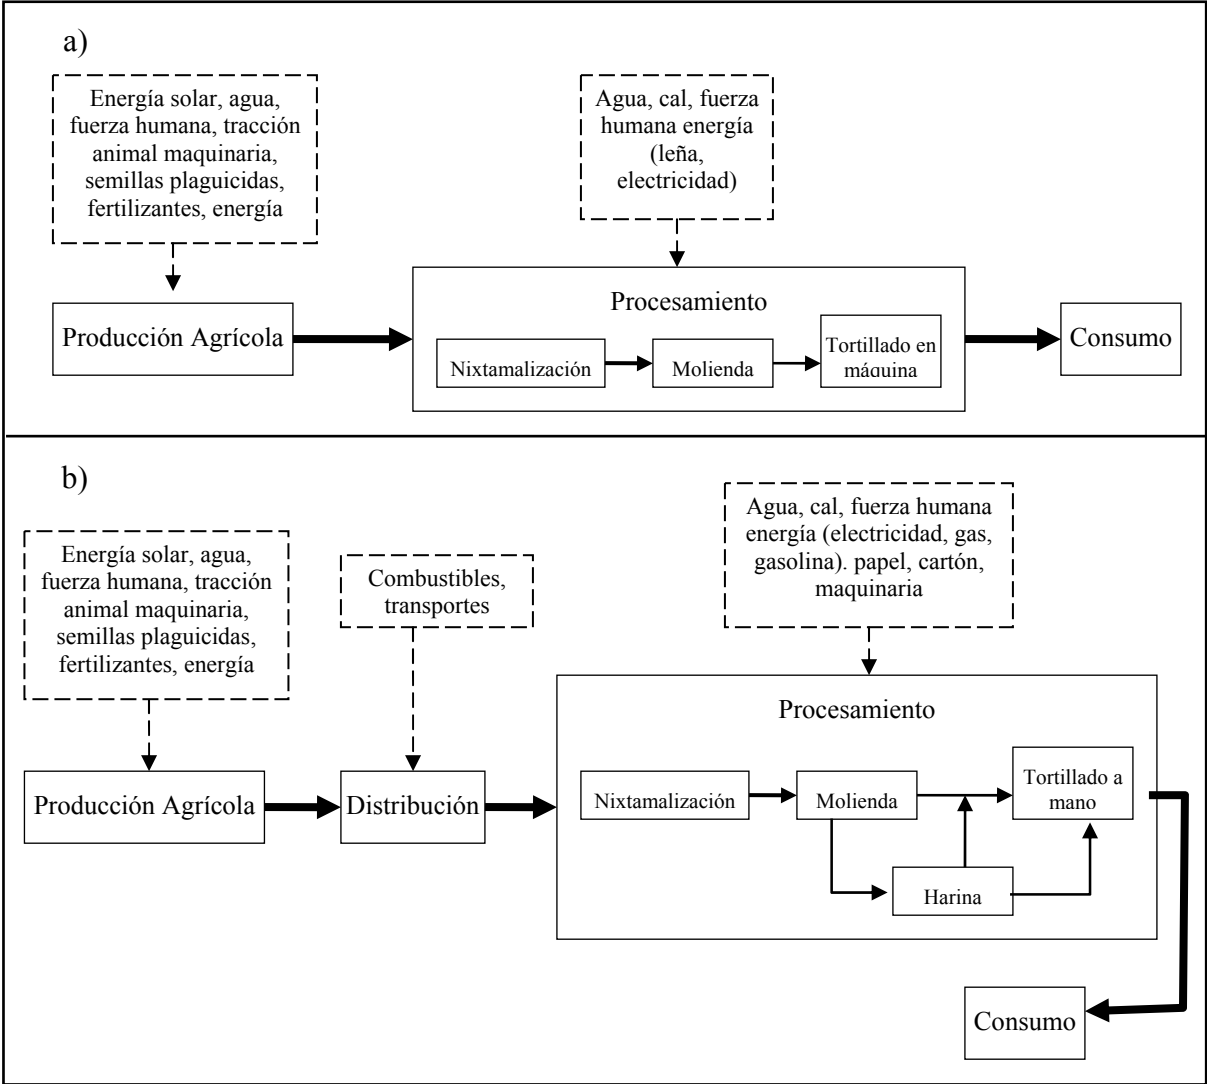 a)
Energía solar, agua,
fuerza humana, tracción
animal maquinaria,
semillas plaguicidas,
fertilizantes, energía
Agua, cal, fuerza
humana energía
(leña,
electricidad)
Producción Agrícola
Procesamiento
Nixtamalización
Molienda
Tortillado en
máquina
Consumo
b)
Energía solar, agua,
fuerza humana, tracción
animal maquinaria,
semillas plaguicidas,
fertilizantes, energía
Combustibles,
transportes
Agua, cal, fuerza humana
energía (electricidad, gas,
gasolina). papel, cartón,
maquinaria
Producción Agrícola
Distribución
Procesamiento
Nixtamalización
Molienda
Tortillado a
mano
Harina
Consumo